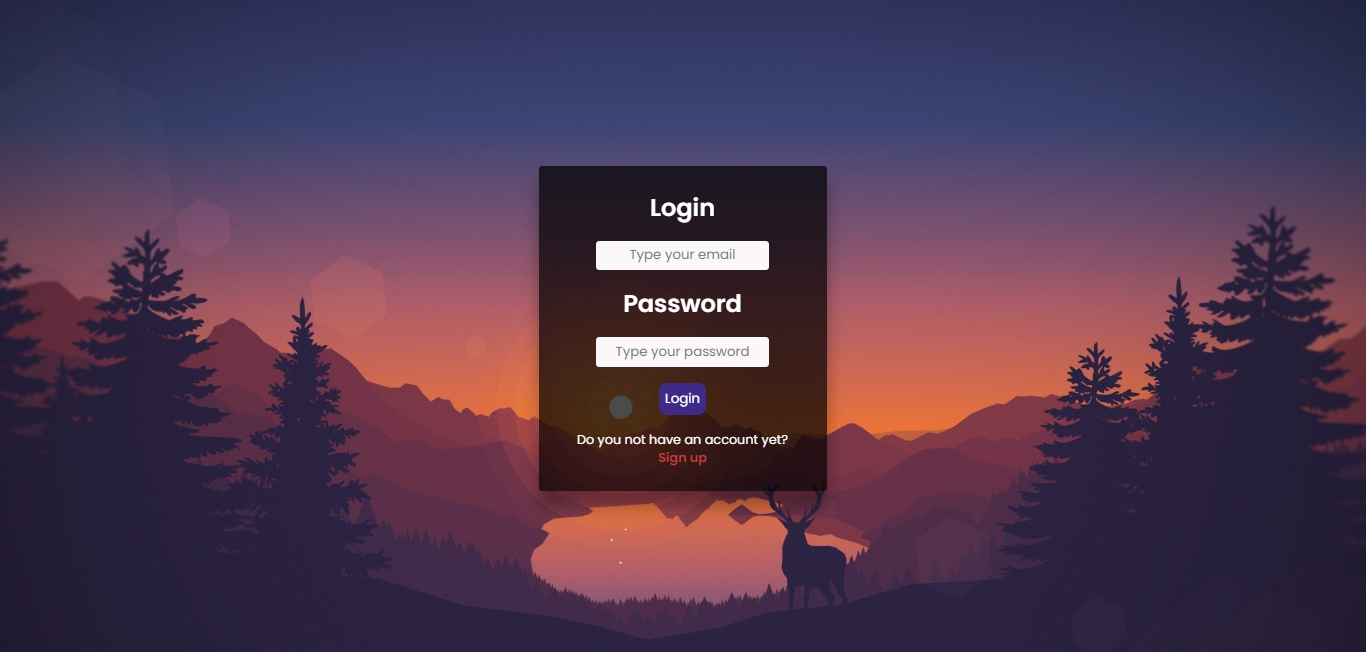 Login
Type your email
Password
Type your password
Login
Do you not have an account yet?
Sign up